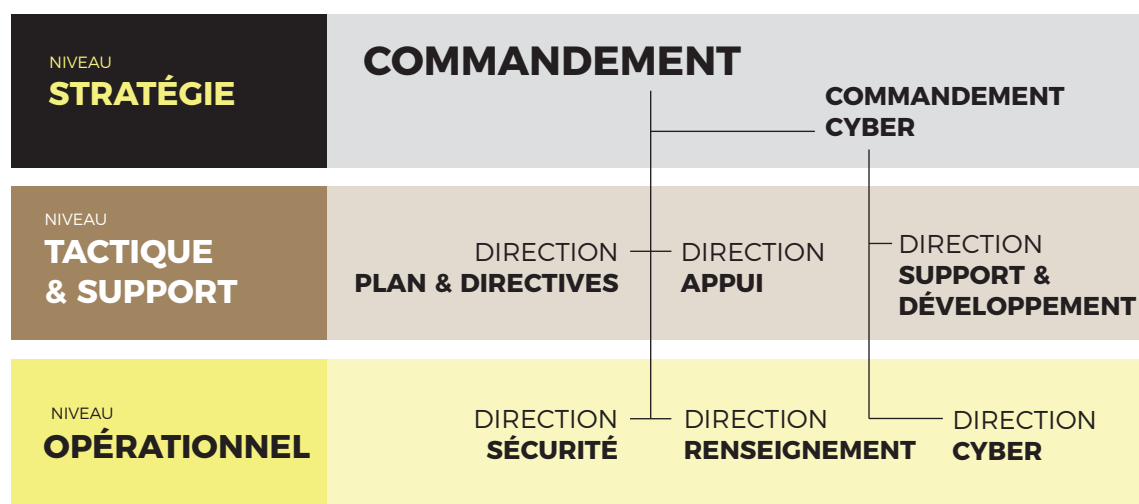 NIVEAU
STRATÉGIE
COMMANDEMENT
COMMANDEMENT
CYBER
NIVEAU
TACTIQUE
& SUPPORT
DIRECTION
PLAN & DIRECTIVES
DIRECTION
APPUI
DIRECTION
SUPPORT &
DÉVELOPPEMENT
NIVEAU
OPÉRATIONNEL
DIRECTION
SÉCURITÉ
DIRECTION
RENSEIGNEMENT
DIRECTION
CYBER